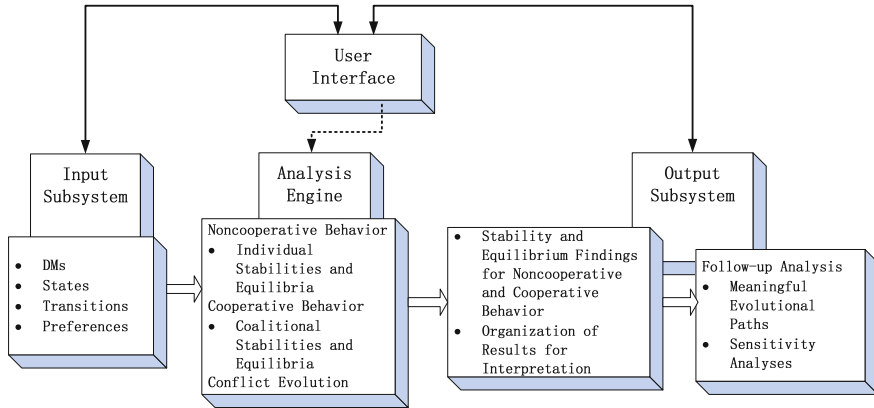 User
Interface
Input
Subsystem
Analysis
Engine
Output
Subsystem
● DMs
● States
● Transitions
● Preferences
Noncooperative Behavior
● Individual
Stabilities and
Equilibria
Cooperative Behavior
● Coalitional
Stabilities and
Equilibria
Conflict Evolution
● Stability and
Equilibrium Findings
for Noncooperative
and Cooperative
Behavior
● Organization of
Results for
Interpretation
Follow-up Analysis
● Meaningful
Evolutional
Paths
● Sensitivity
Analyses